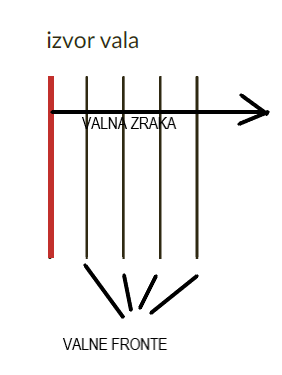 izvor vala
VALNA ZRAKA
VALNE FRONTE